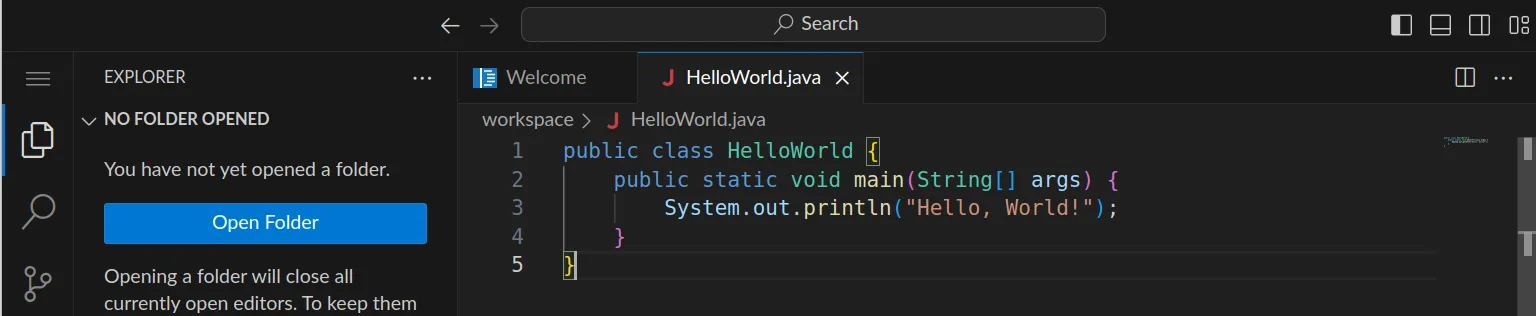 Search
EXPLORER
NO FOLDER OPENED
You have not yet opened a folder.
Open Folder
Opening a folder will close all
currently open editors. To keep them
Welcome
HelloWorld.java
workspace > HelloWorld.java
1 public class HelloWorld {
2     public static void main(String[] args) {
3         System.out.println("Hello, World!");
4     }
5 }